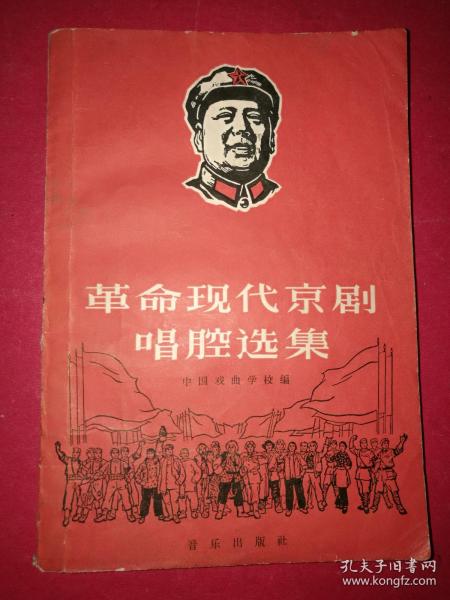 革命现代京剧
唱腔选集
中国戏曲学校编
音乐出版社
孔夫子旧书网
www.kongfz.com